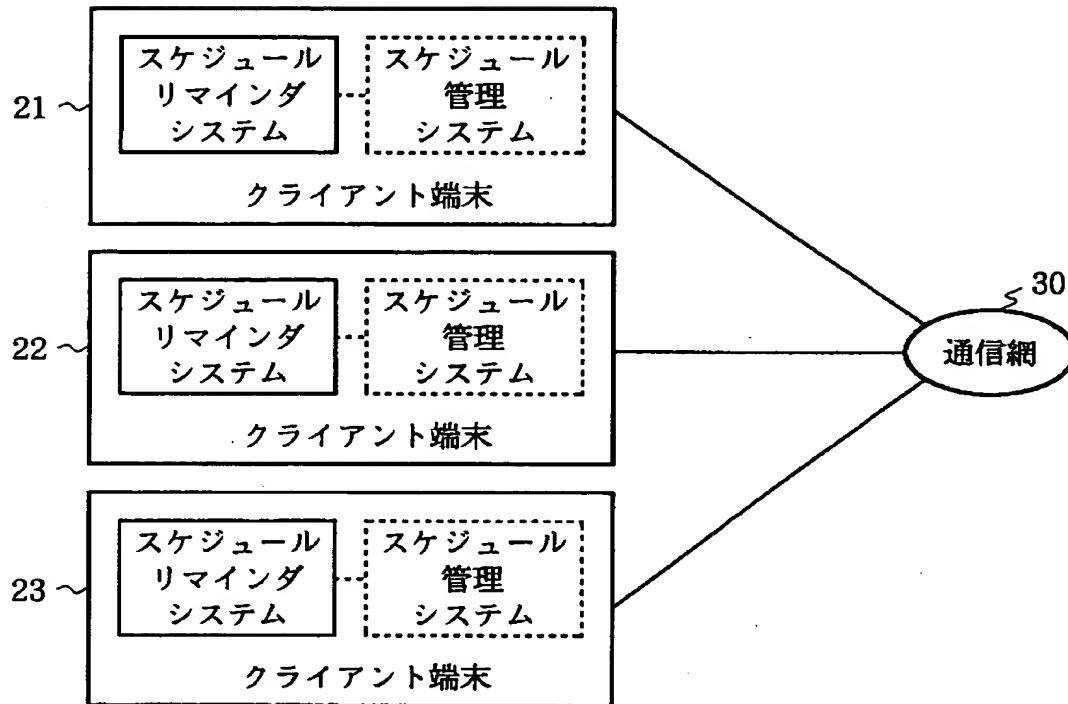 スケジュール
リマインダ
システム
スケジュール
管理
システム
21
クライアント端末
30
スケジュール
リマインダ
システム
スケジュール
管理
システム
22
通信網
クライアント端末
スケジュール
リマインダ
システム
スケジュール
管理
システム
23
クライアント端末